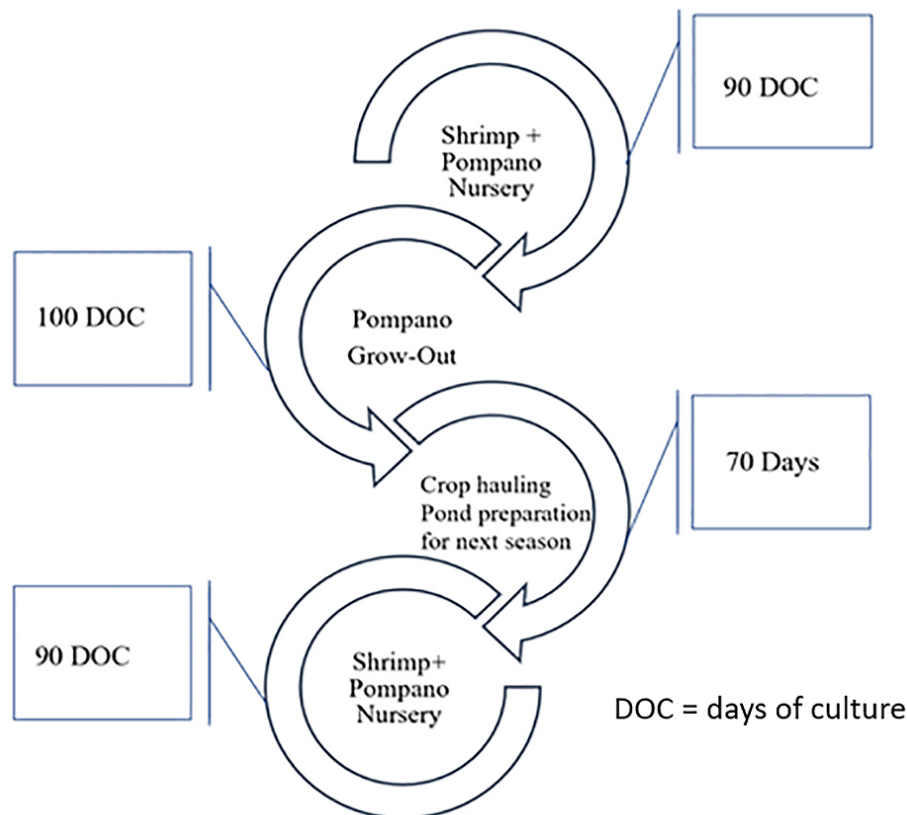 90 DOC
Shrimp +
Pompano
Nursery
100 DOC
Pompano
Grow-Out
70 Days
Crop hauling
Pond preparation
for next season
90 DOC
Shrimp+
Pompano
Nursery
DOC = days of culture